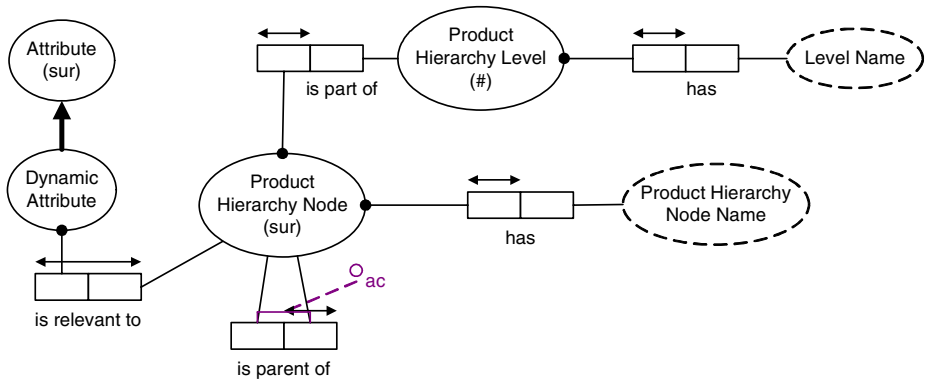 Attribute
(sur)
Product
Hierarchy Level
(#)
Level Name
is part of
has
Dynamic
Attribute
Product
Hierarchy Node
(sur)
Product Hierarchy
Node Name
has
ac
is relevant to
is parent of